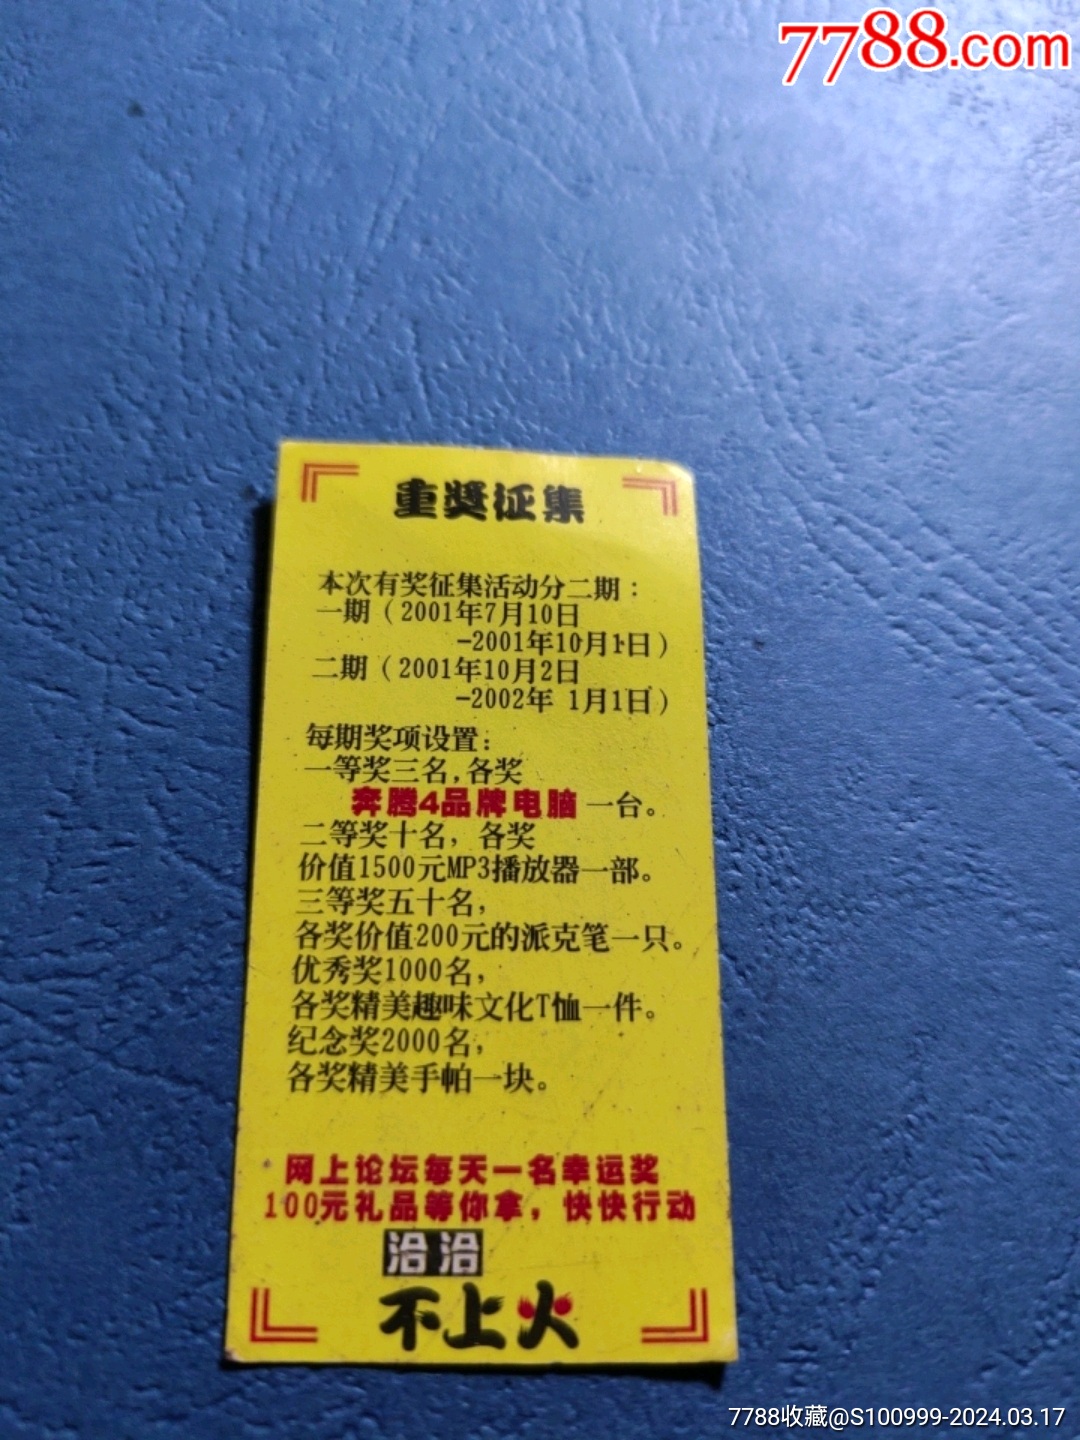 7788.com
重奖征集
本次有奖征集活动分二期：
一期（2001年7月10日
-2001年10月1日）
二期（2001年10月2日
-2002年 1月1日）
每期奖项设置：
一等奖三名，各奖
奔腾4品牌电脑一台。
二等奖十名，各奖
价值1500元MP3播放器一部。
三等奖五十名，
各奖价值200元的派克笔一只。
优秀奖1000名，
各奖精美趣味文化T恤一件。
纪念奖2000名，
各奖精美手帕一块。
网上论坛每天一名幸运奖
100元礼品等你拿，快快行动
洽洽
不上火
7788收藏@S100999-2024.03.17